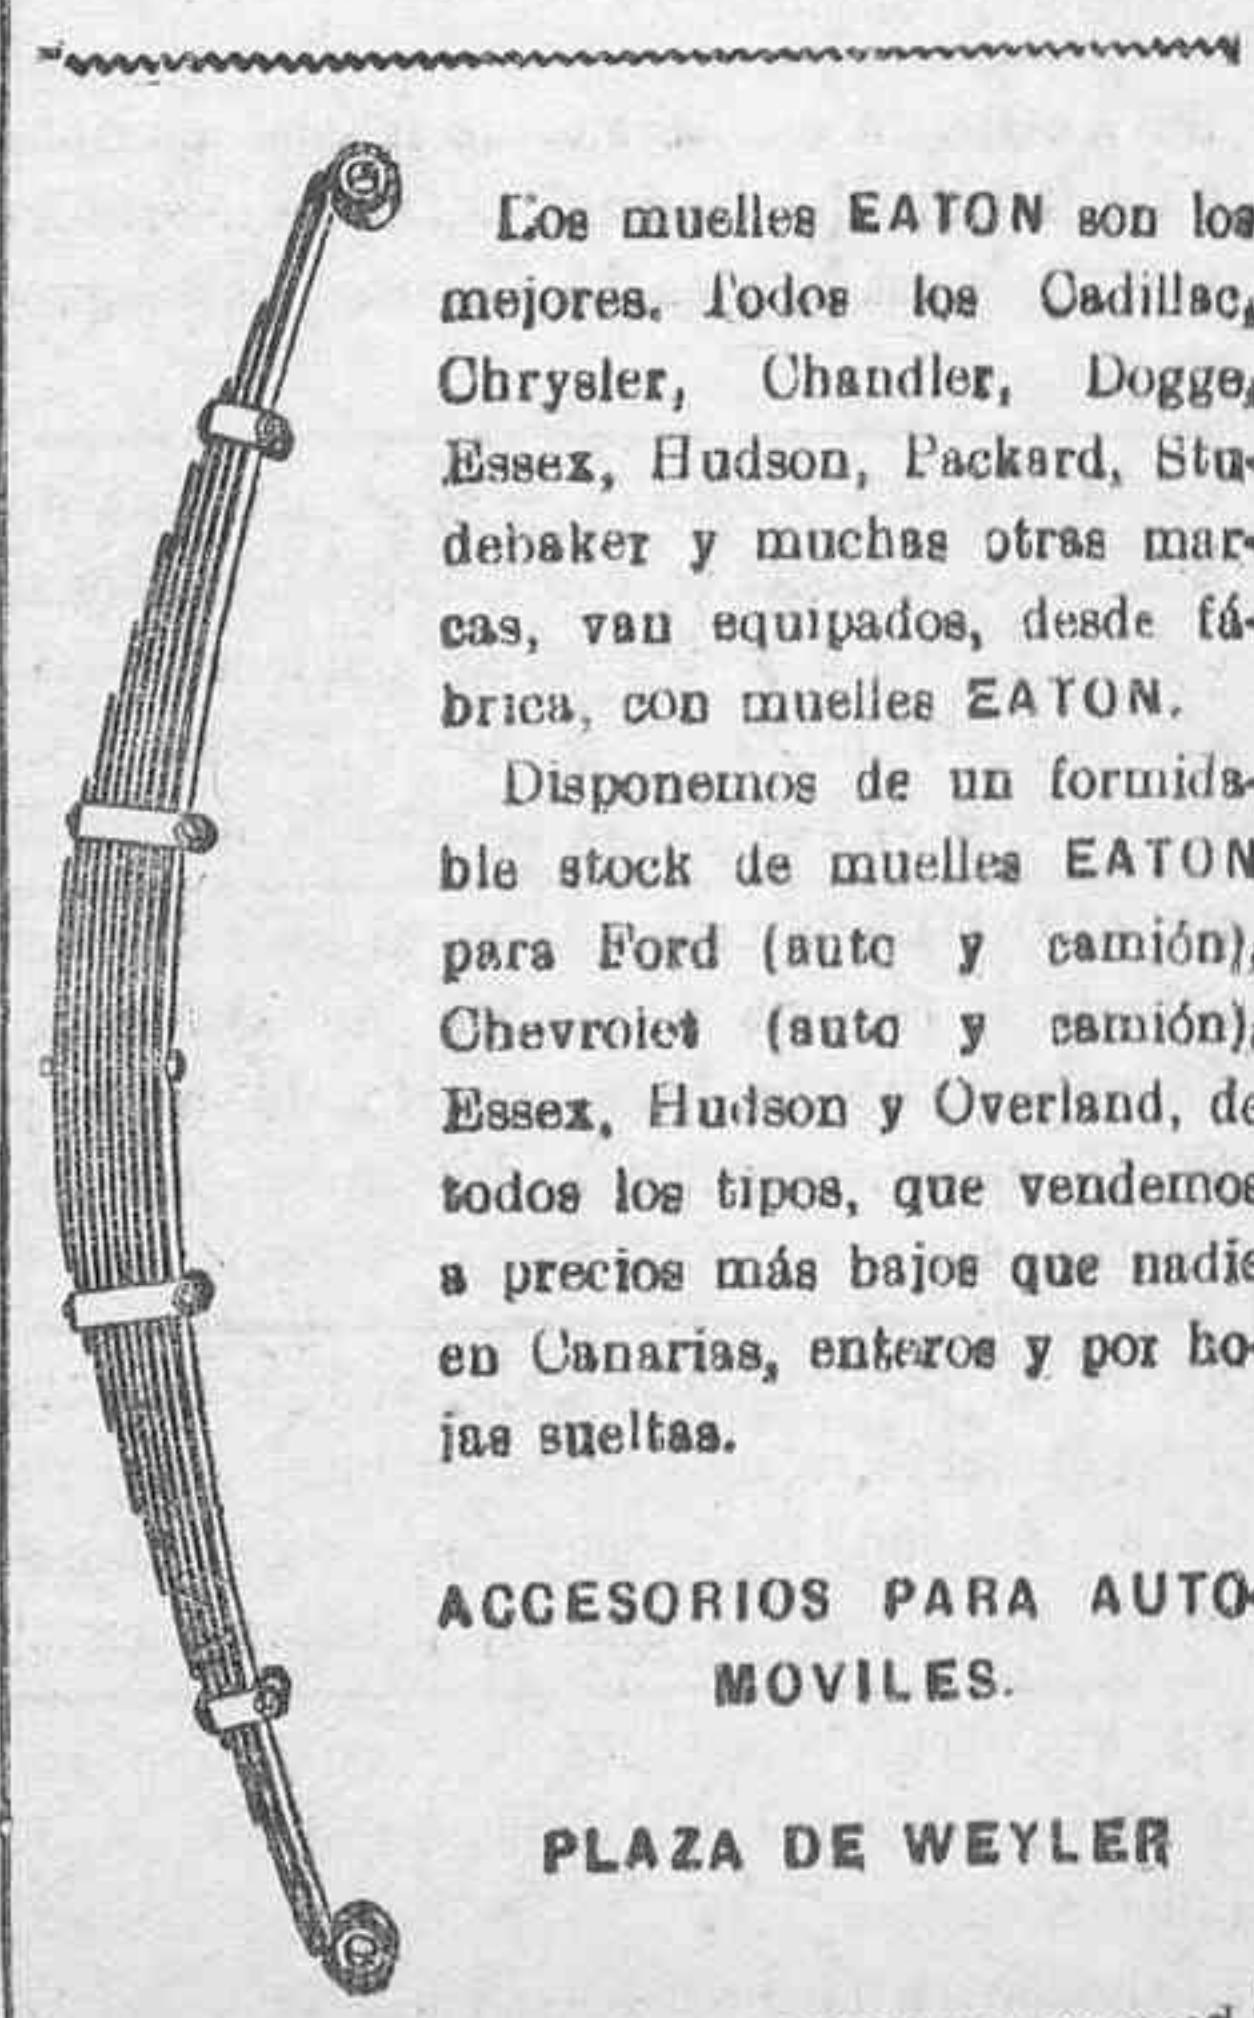 Los muelles EATON son los
mejores. Todos los Cadillac,
Chrysler, Chandler, Dogge,
Essex, Hudson, Packard, Stu-
debaker y muchas otras mar-
cas, van equipados, desde fá-
brica, con muelles EATON.
Disponemos de un formida-
ble stock de muelles EATON
para Ford (auto y camión),
Chevrolet (auto y camión),
Essex, Hudson y Overland, de
todos los tipos, que vendemos
a precios más bajos que nadie
en Canarias, enteros y por ho-
jas sueltas.
ACCESORIOS PARA AUTO-
MOVILES.
PLAZA DE WEYLER